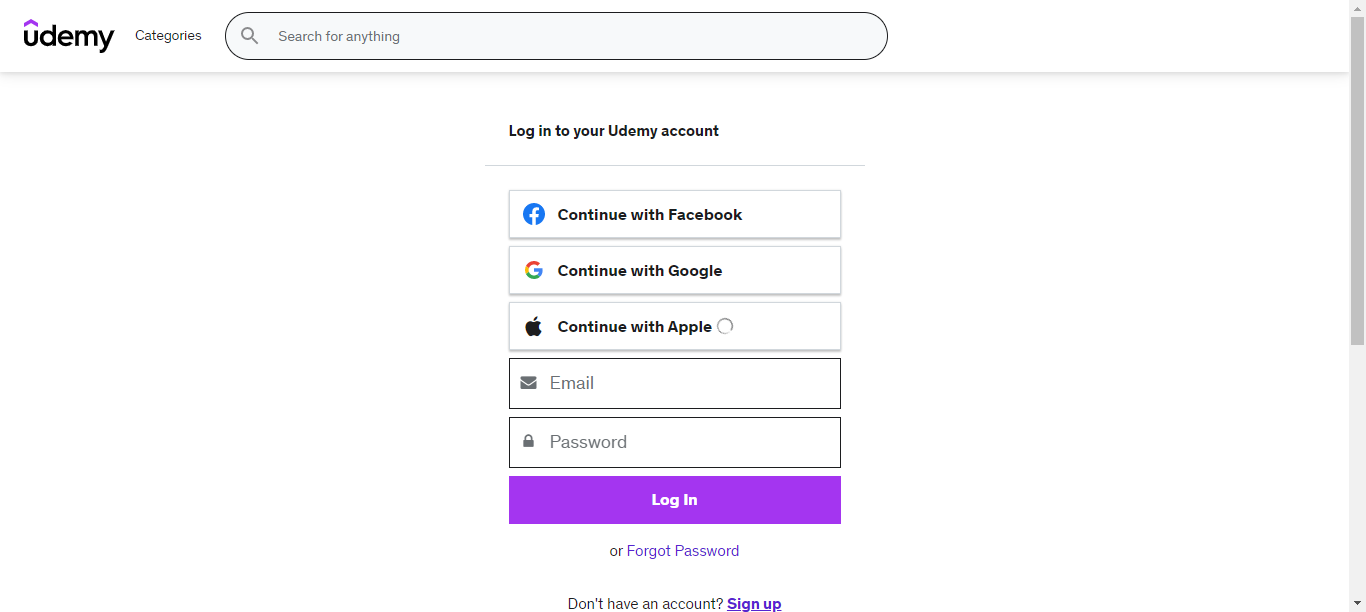 udemy Categories Search for anything
Log in to your Udemy account
Continue with Facebook
Continue with Google
Continue with Apple
Email
Password
Log In
or Forgot Password
Don't have an account? Sign up